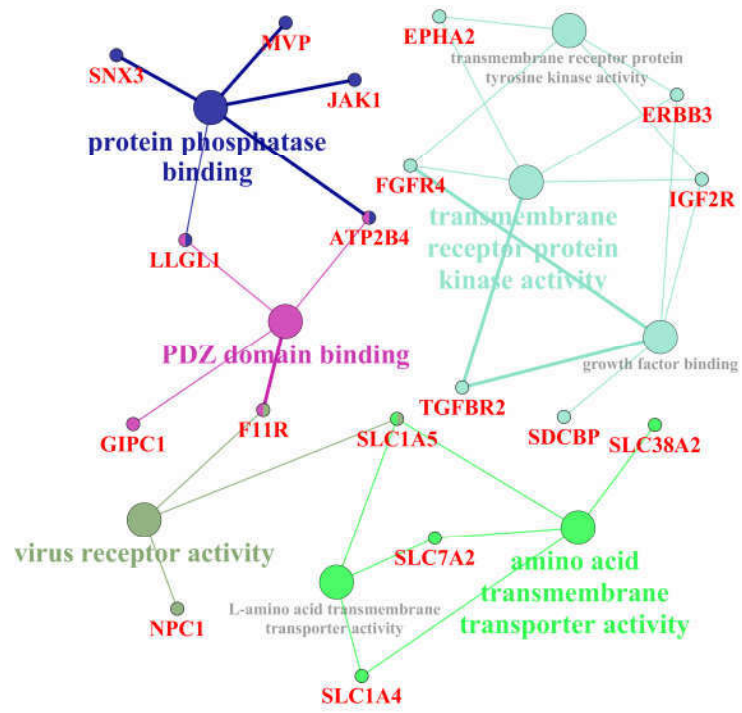 MVP
EPHA2
SNX3
transmembrane receptor protein
tyrosine kinase activity
JAK1
ERBB3
protein phosphatase
binding
FGFR4
IGF2R
transmembrane
receptor protein
kinase activity
ATP2B4
LLGL1
PDZ domain binding
growth factor binding
TGFBR2
F11R
GIPC1
SLC1A5
SDCBP
SLC38A2
virus receptor activity
SLC7A2
amino acid
transmembrane
transporter activity
L-amino acid transmembrane
transporter activity
NPC1
SLC1A4